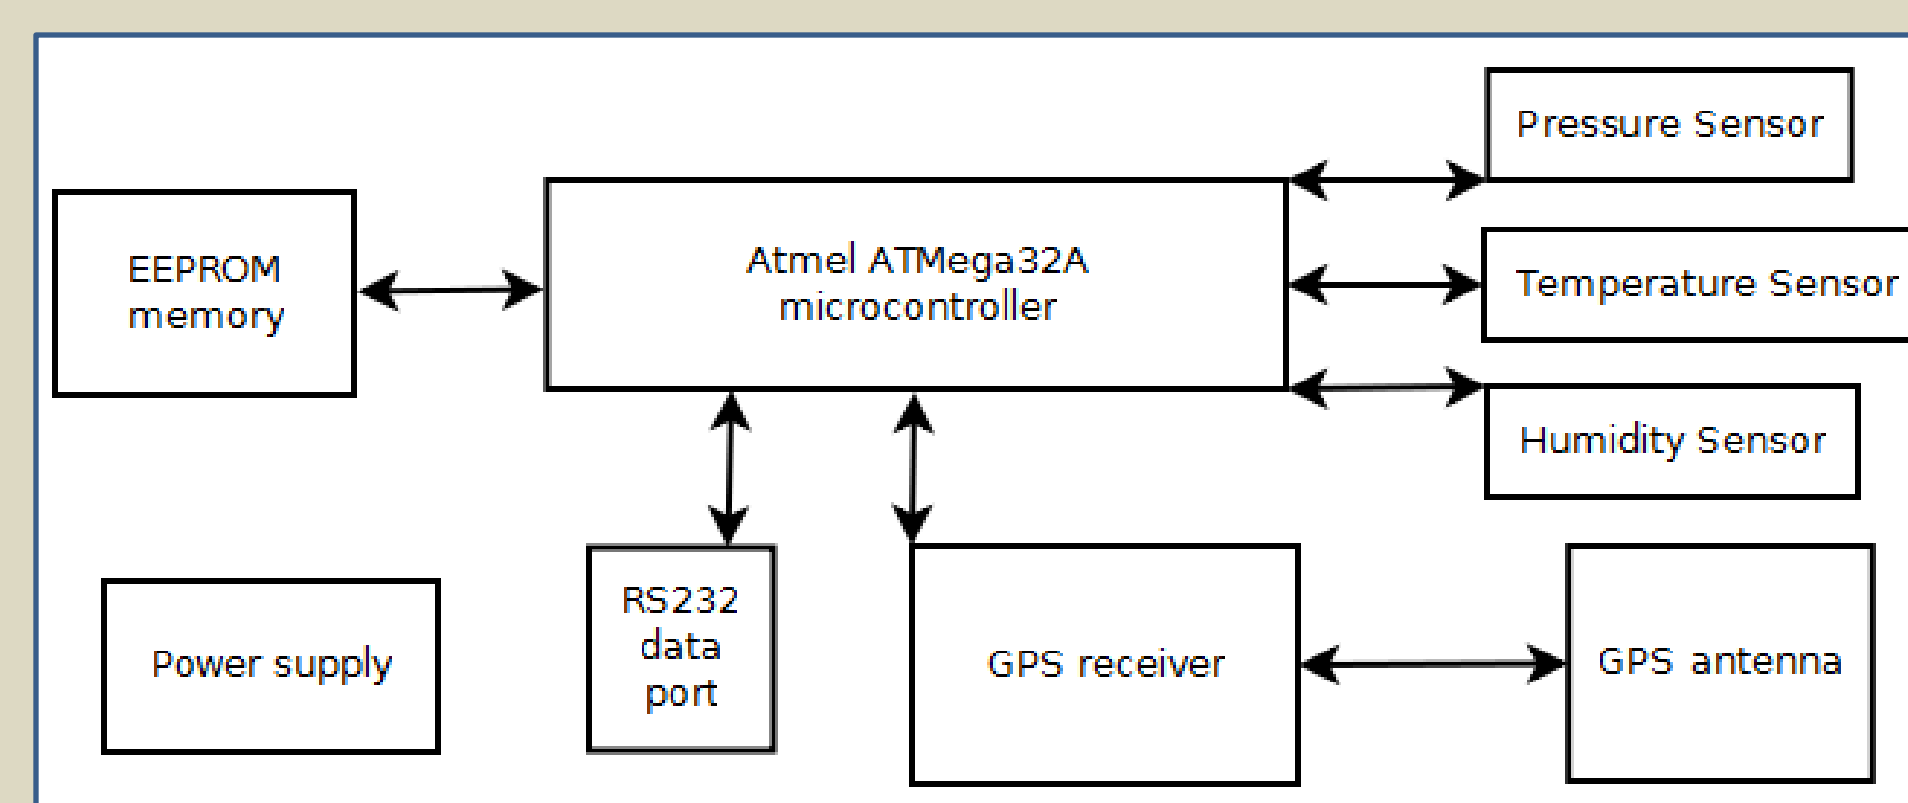 Pressure Sensor
EEPROM
memory
Atmel ATMega32A
microcontroller
Temperature Sensor
Humidity Sensor
Power supply
RS232
data
port
GPS receiver
GPS antenna